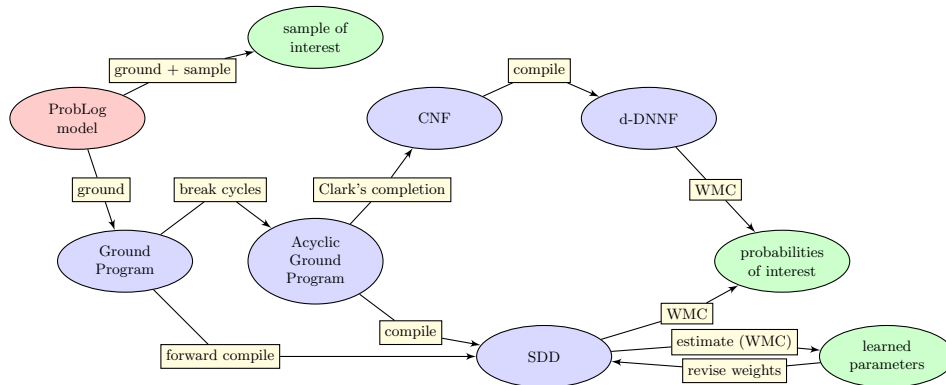 sample of
interest
ground + sample
compile
ProbLog
model
CNF
d-DNNF
ground
break cycles
Clark's completion
WMC
Ground
Program
Acyclic
Ground
Program
probabilities
of interest
WMC
compile
estimate (WMC)
forward compile
SDD
learned
parameters
revise weights